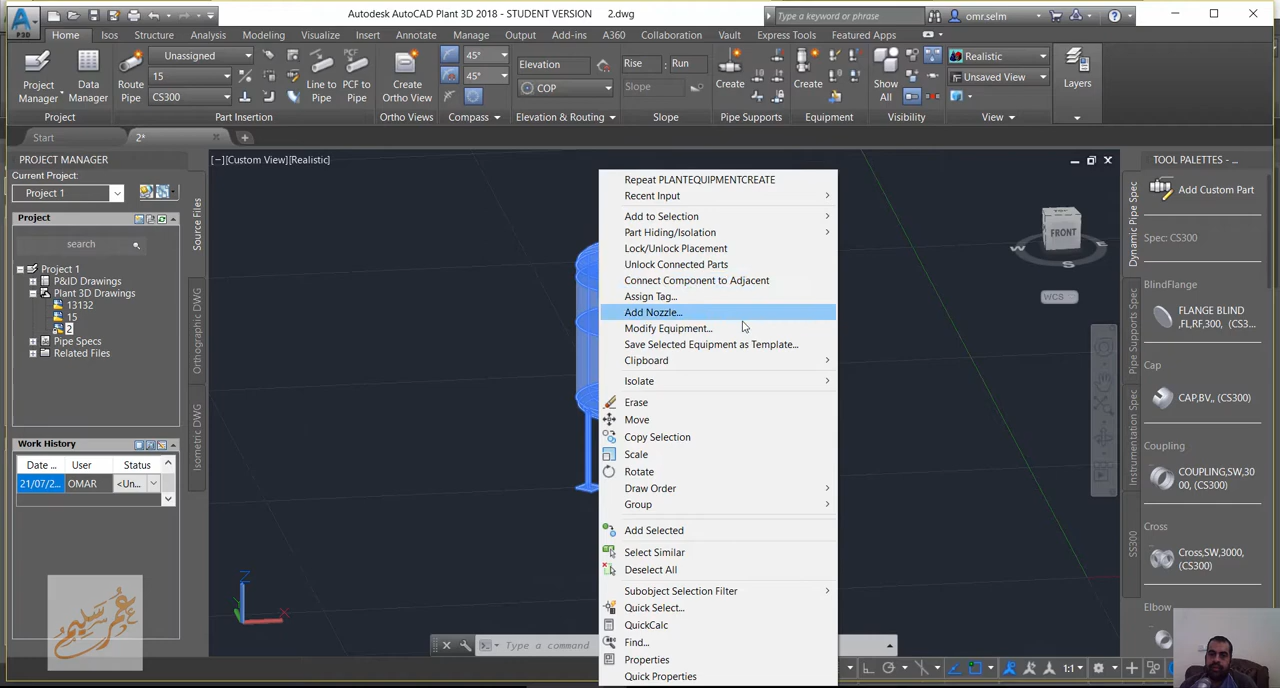 P3D
Autodesk AutoCAD Plant 3D 2018 - STUDENT VERSION 2.dwg
Type a keyword or phrase
omr.selm
Home Isos Structure Analysis Modeling Visualize Insert Annotate Manage Output Add-ins A360 Collaboration Vault Express Tools Featured Apps
Project Manager
Data Manager
Project
Route Pipe
Unassigned
15
CS300
Line to Pipe
PCF to Pipe
Part Insertion
Create Ortho View
Ortho Views
45°
45°
Compass
Elevation
COP
Elevation & Routing
Rise : Run
Slope
Slope
Create
Pipe Supports
Create
Equipment
Show All
Visibility
Realistic
Unsaved View
View
Layers
Start
2*
PROJECT MANAGER
Current Project:
Project 1
Project
search
Project 1
P&ID Drawings
Plant 3D Drawings
13132
15
2
Pipe Specs
Related Files
Source Files
Orthographic DWG
Isometric DWG
Work History
Date ... User Status
21/07/2... OMAR <Un...
عمر سليم
[−][Custom View][Realistic]
Repeat PLANTEQUIPMENTCREATE
Recent Input
Add to Selection
Part Hiding/Isolation
Lock/Unlock Placement
Unlock Connected Parts
Connect Component to Adjacent
Assign Tag...
Add Nozzle...
Modify Equipment...
Save Selected Equipment as Template...
Clipboard
Isolate
Erase
Move
Copy Selection
Scale
Rotate
Draw Order
Group
Add Selected
Select Similar
Deselect All
Subobject Selection Filter
Quick Select...
QuickCalc
Find...
Properties
Quick Properties
Z
Type a command
TOP
FRONT
W
S
WCS
1:1
TOOL PALETTES - ...
Dynamic Pipe Spec
Pipe Supports Spec
Instrumentation Spec
SS300
Add Custom Part
Spec: CS300
BlindFlange
FLANGE BLIND
,FL,RF,300, (CS3...
Cap
CAP,BV,, (CS300)
Coupling
COUPLING,SW,30
00, (CS300)
Cross
Cross,SW,3000,
(CS300)
Elbow